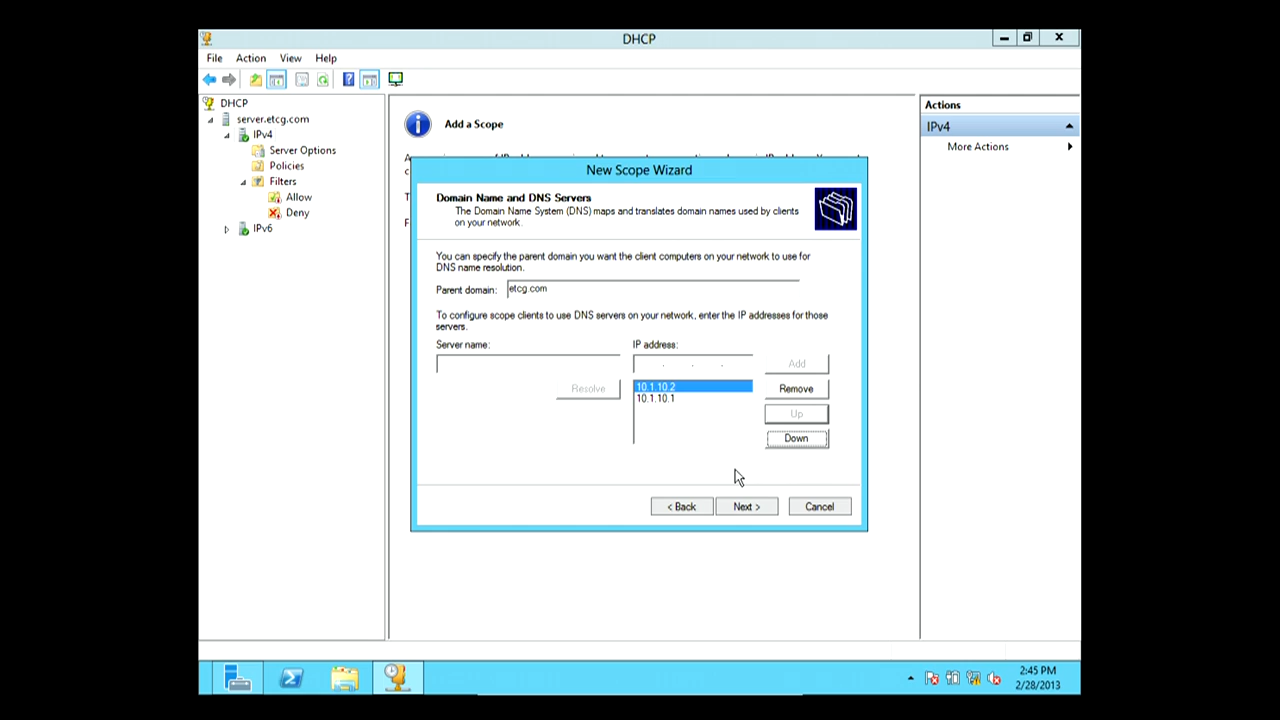 DHCP
File Action View Help
DHCP
server.etcg.com
IPv4
Server Options
Policies
Filters
Allow
Deny
IPv6
Add a Scope
Actions
IPv4
More Actions
New Scope Wizard
Domain Name and DNS Servers
The Domain Name System (DNS) maps and translates domain names used by clients
on your network.
You can specify the parent domain you want the client computers on your network to use for
DNS name resolution.
Parent domain: etcg.com
To configure scope clients to use DNS servers on your network, enter the IP addresses for those
servers.
Server name: IP address:
Add
Resolve
10.1.10.2
10.1.10.1
Remove
Up
Down
< Back Next > Cancel
2:45 PM
2/28/2013